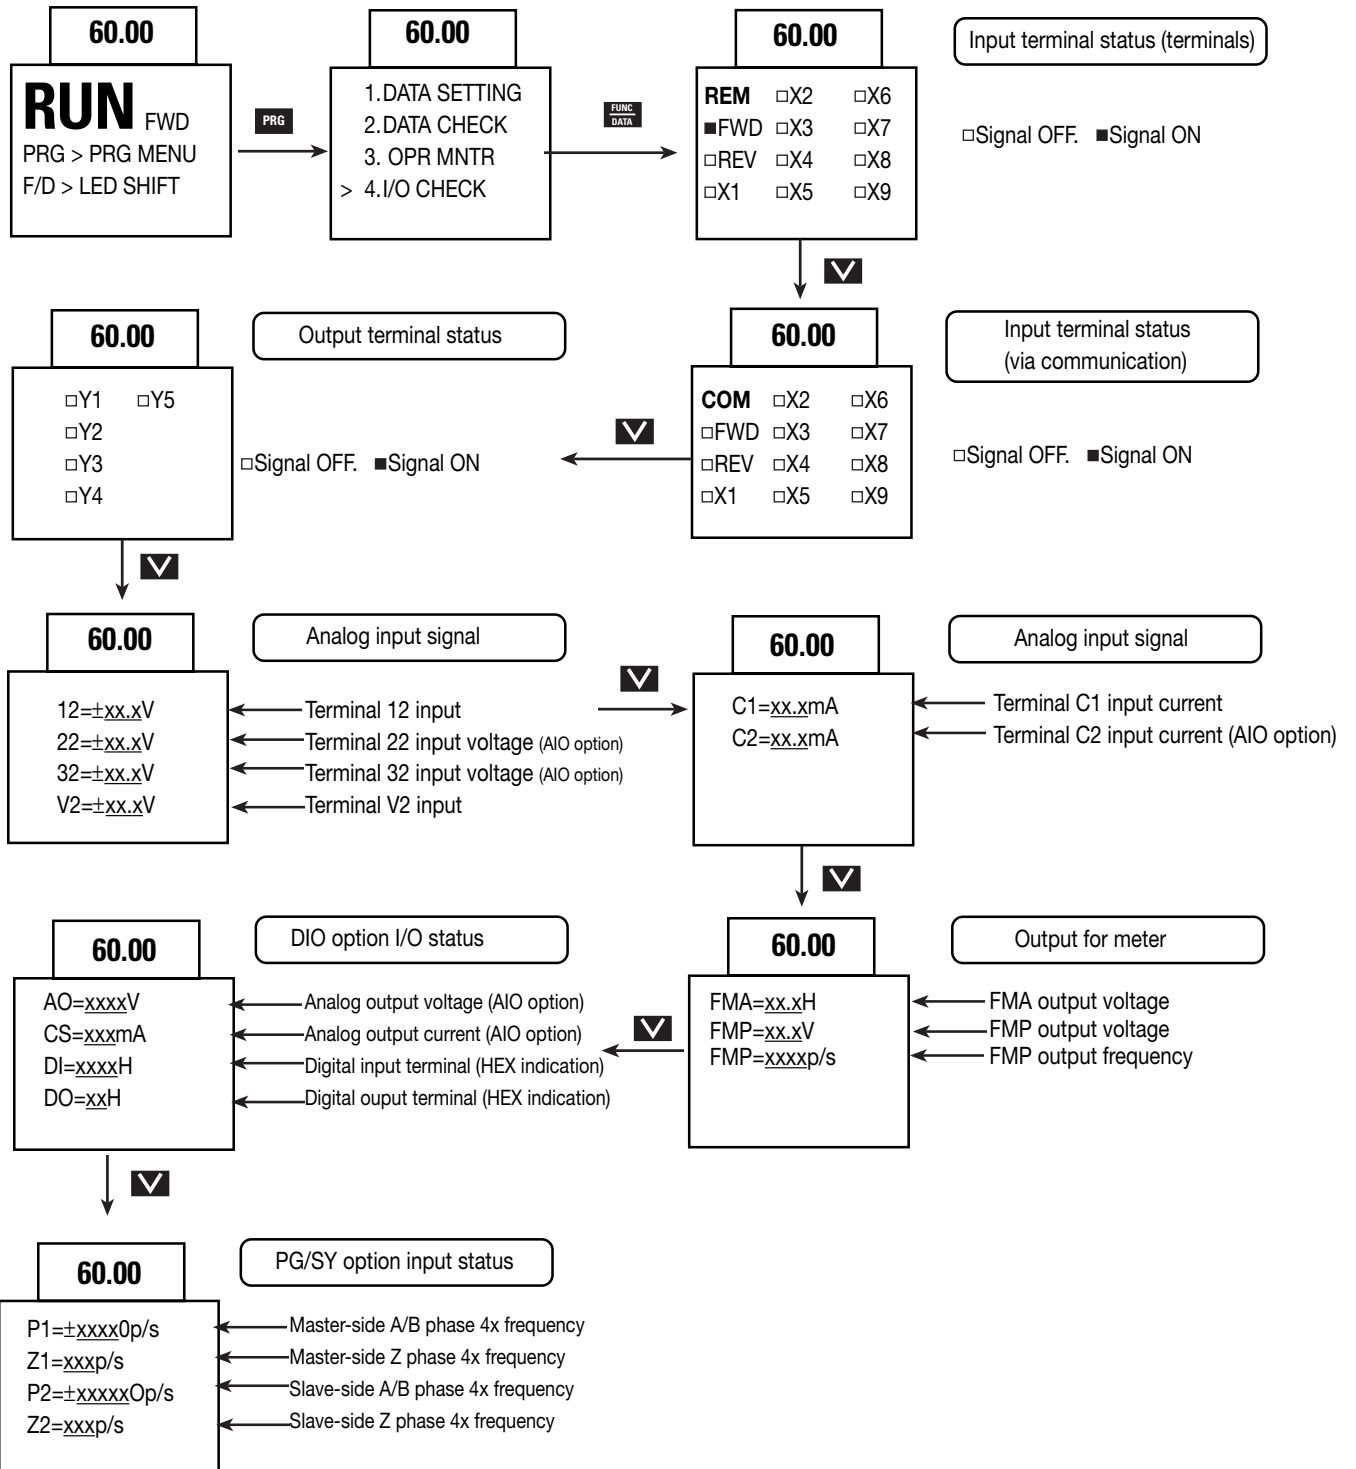 60.00
RUN FWD
PRG > PRG MENU
F/D > LED SHIFT
PRG
60.00
1.DATA SETTING
2.DATA CHECK
3. OPR MNTR
> 4.I/O CHECK
FUNC
DATA
60.00
REM □X2 □X6
■FWD □X3 □X7
□REV □X4 □X8
□X1 □X5 □X9
Input terminal status (terminals)
□Signal OFF. ■Signal ON
60.00
COM □X2 □X6
□FWD □X3 □X7
□REV □X4 □X8
□X1 □X5 □X9
Input terminal status
(via communication)
□Signal OFF. ■Signal ON
60.00
Output terminal status
□Y1 □Y5
□Y2
□Y3
□Y4
□Signal OFF. ■Signal ON
60.00
Analog input signal
12=±xx.xV
22=±xx.xV
32=±xx.xV
V2=±xx.xV
Terminal 12 input
Terminal 22 input voltage (AIO option)
Terminal 32 input voltage (AIO option)
Terminal V2 input
60.00
Analog input signal
C1=xx.xmA
C2=xx.xmA
Terminal C1 input current
Terminal C2 input current (AIO option)
60.00
Output for meter
FMA=xx.xH
FMP=xx.xV
FMP=xxxxp/s
FMA output voltage
FMP output voltage
FMP output frequency
60.00
DIO option I/O status
AO=xxxxV
CS=xxxmA
DI=xxxxH
DO=xxH
Analog output voltage (AIO option)
Analog output current (AIO option)
Digital input terminal (HEX indication)
Digital ouput terminal (HEX indication)
60.00
PG/SY option input status
P1=±xxxx0p/s
Z1=xxxp/s
P2=±xxxxxOp/s
Z2=xxxp/s
Master-side A/B phase 4x frequency
Master-side Z phase 4x frequency
Slave-side A/B phase 4x frequency
Slave-side Z phase 4x frequency